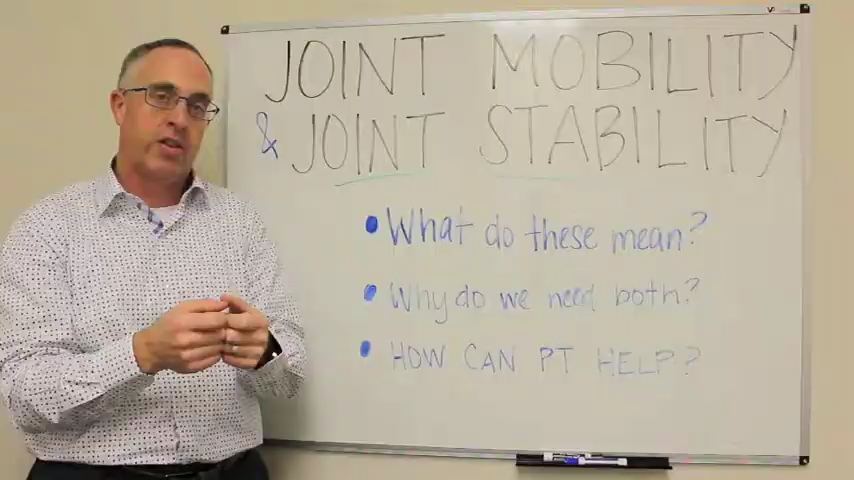 JOINT MOBILITY
& JOINT STABILITY
• What do these mean?
• Why do we need both?
• HOW CAN PT HELP?